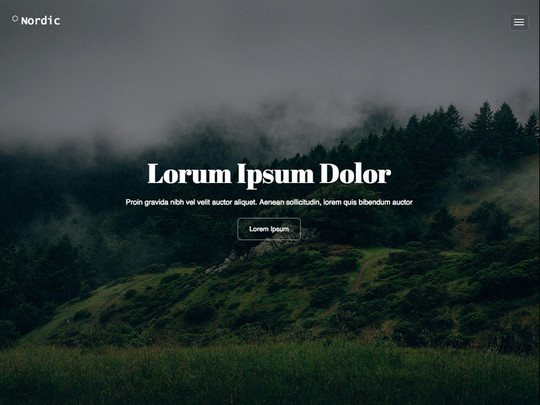 Nordic
Lorum Ipsum Dolor
Proin gravida nibh vel velit auctor aliquet. Aenean sollicitudin, lorem quis bibendum auctor
Lorem Ipsum